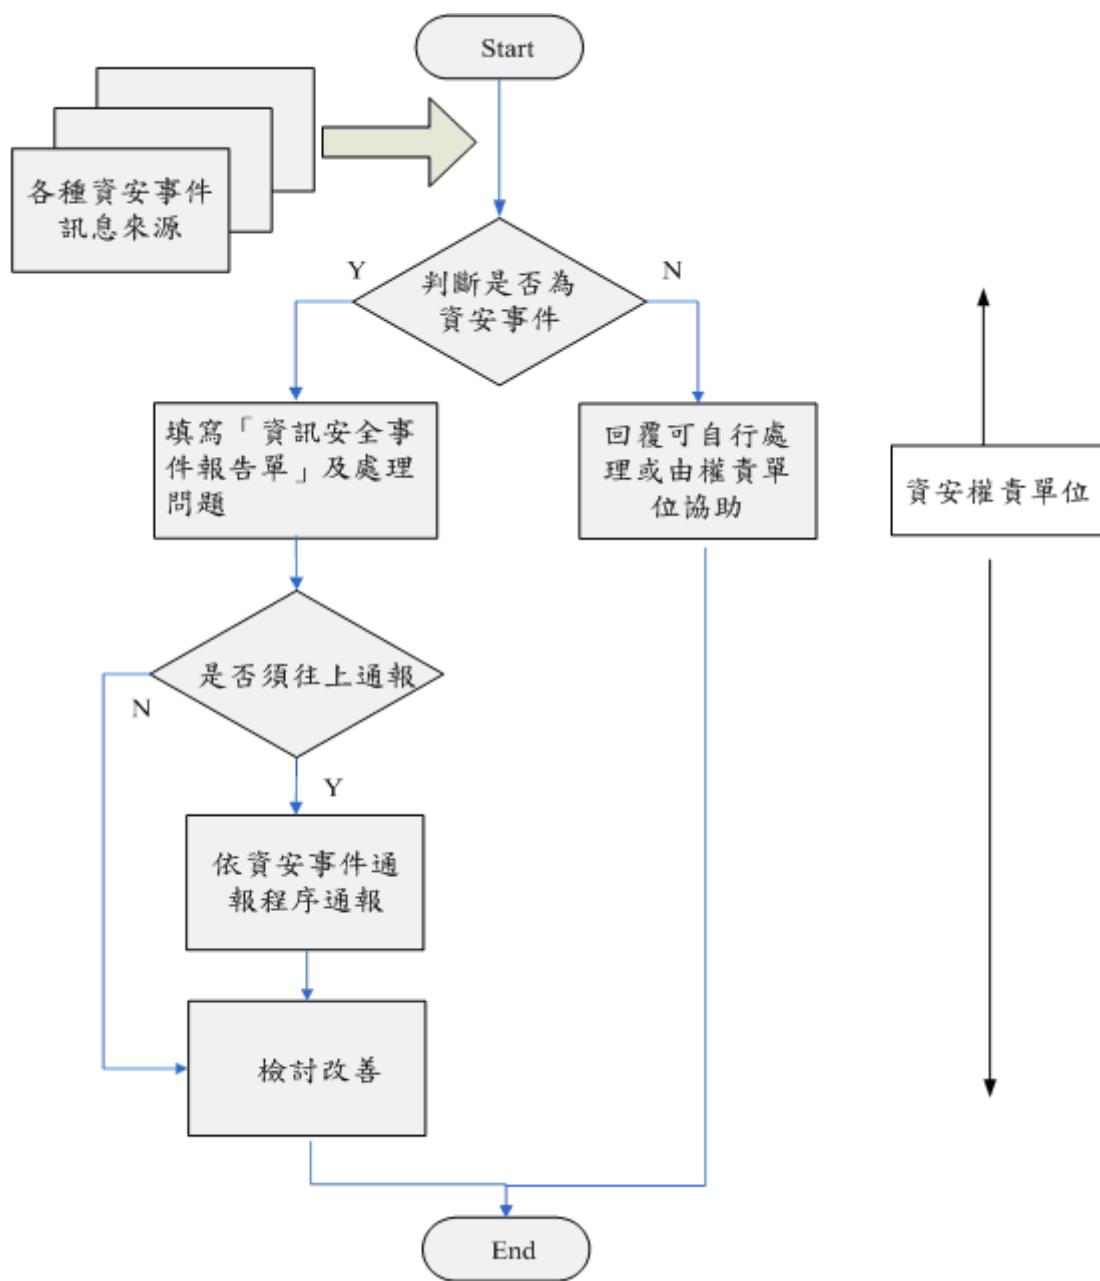 Start
各種資安事件
訊息來源
Y
N
判斷是否為
資安事件
填寫「資訊安全事
件報告單」及處理
問題
回覆可自行處
理或由權責單
位協助
資安權責單位
是否須往上通報
N
Y
依資安事件通
報程序通報
檢討改善
End